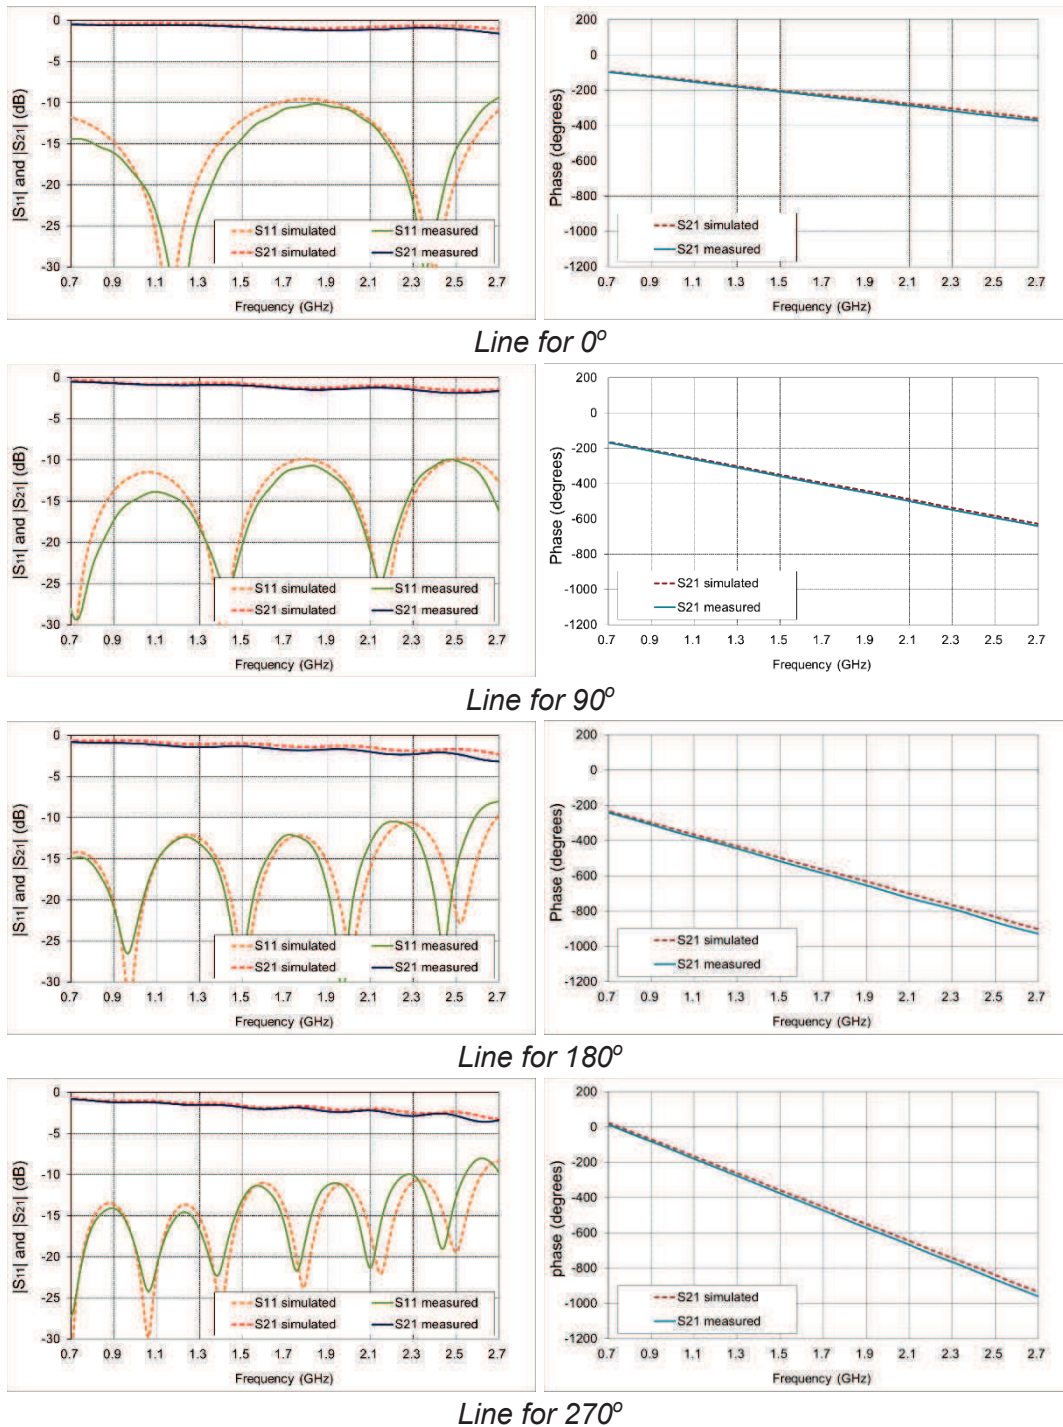 0
-5
-10
-15
-20
-25
-30
|S11| and |S21| (dB)
S11 simulated S11 measured
S21 simulated S21 measured
0.7 0.9 1.1 1.3 1.5 1.7 1.9 2.1 2.3 2.5 2.7
Frequency (GHz)
200
0
-200
-400
-600
-800
-1000
-1200
Phase (degrees)
S21 simulated
S21 measured
0.7 0.9 1.1 1.3 1.5 1.7 1.9 2.1 2.3 2.5 2.7
Frequency (GHz)
Line for 0º
0
-5
-10
-15
-20
-25
-30
|S11| and |S21| (dB)
S11 simulated S11 measured
S21 simulated S21 measured
0.7 0.9 1.1 1.3 1.5 1.7 1.9 2.1 2.3 2.5 2.7
Frequency (GHz)
200
0
-200
-400
-600
-800
-1000
-1200
Phase (degrees)
S21 simulated
S21 measured
0.7 0.9 1.1 1.3 1.5 1.7 1.9 2.1 2.3 2.5 2.7
Frequency (GHz)
Line for 90º
0
-5
-10
-15
-20
-25
-30
|S11| and |S21| (dB)
S11 simulated S11 measured
S21 simulated S21 measured
0.7 0.9 1.1 1.3 1.5 1.7 1.9 2.1 2.3 2.5 2.7
Frequency (GHz)
200
0
-200
-400
-600
-800
-1000
-1200
Phase (degrees)
S21 simulated
S21 measured
0.7 0.9 1.1 1.3 1.5 1.7 1.9 2.1 2.3 2.5 2.7
Frequency (GHz)
Line for 180º
0
-5
-10
-15
-20
-25
-30
|S11| and |S21| (dB)
S11 simulated S11 measured
S21 simulated S21 measured
0.7 0.9 1.1 1.3 1.5 1.7 1.9 2.1 2.3 2.5 2.7
Frequency (GHz)
200
0
-200
-400
-600
-800
-1000
-1200
phase (degrees)
S21 simulated
S21 measured
0.7 0.9 1.1 1.3 1.5 1.7 1.9 2.1 2.3 2.5 2.7
Frequency (GHz)
Line for 270º